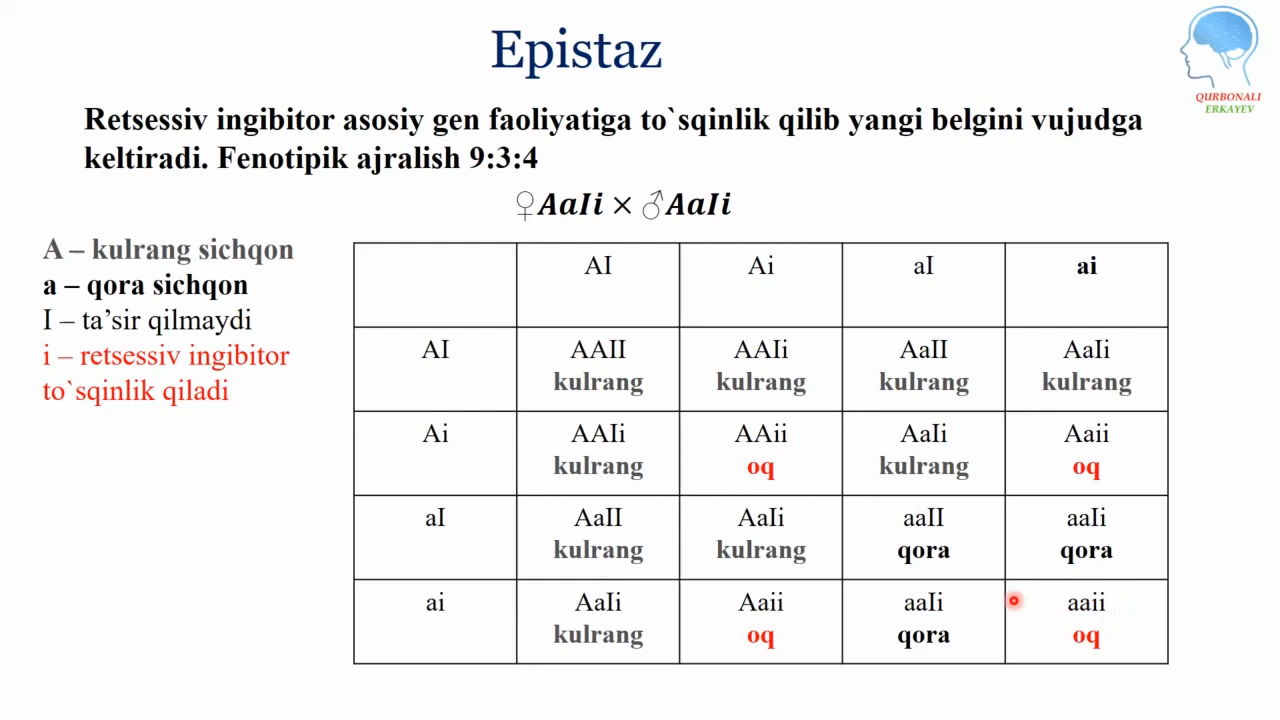 Epistaz
QURBONALI
ERKAYEV
Retsessiv ingibitor asosiy gen faoliyatiga to`sqinlik qilib yangi belgini vujudga
keltiradi. Fenotipik ajralish 9:3:4
♀AaIi × ♂AaIi
A – kulrang sichqon
a – qora sichqon
I – ta’sir qilmaydi
i – retsessiv ingibitor
to`sqinlik qiladi
AI Ai aI ai
AI AAII AAIi AaII AaIi
kulrang kulrang kulrang kulrang
Ai AAIi AAii AaIi Aaii
kulrang oq kulrang oq
aI AaII AaIi aaII aaIi
kulrang kulrang qora qora
ai AaIi Aaii aaIi aaii
kulrang oq qora oq